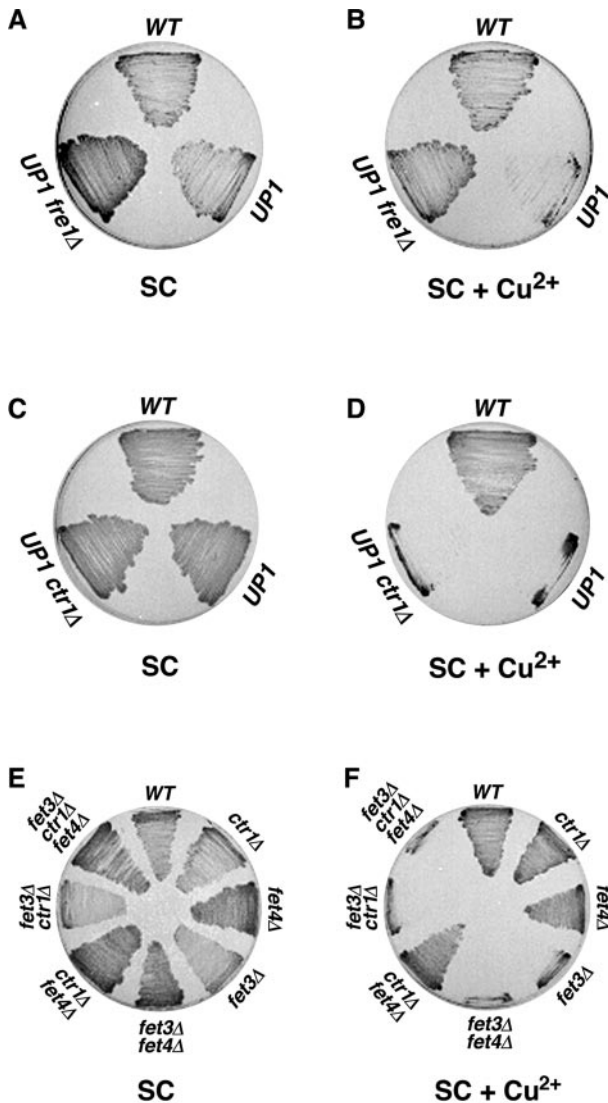 A
B
WT
WT
UP1 fre1Δ
UP1
UP1 fre1Δ
UP1
SC
SC + Cu²⁺
C
D
WT
WT
UP1 ctr1Δ
UP1
UP1 ctr1Δ
UP1
SC
SC + Cu²⁺
E
F
WT
ctr1Δ
fet4Δ
fet3Δ
fet3Δ
fet4Δ
ctr1Δ
fet4Δ
fet3Δ
ctr1Δ
fet3Δ
ctr1Δ
fet4Δ
WT
ctr1Δ
fet4Δ
fet3Δ
fet3Δ
fet4Δ
ctr1Δ
fet4Δ
fet3Δ
ctr1Δ
fet3Δ
ctr1Δ
fet4Δ
SC
SC + Cu²⁺